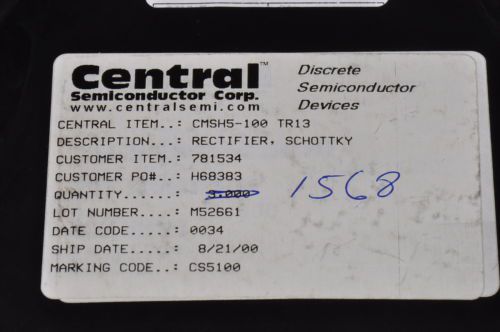 Central™
Semiconductor Corp.
www.centralsemi.com
Discrete
Semiconductor
Devices
CENTRAL ITEM..: CMSH5-100 TR13
DESCRIPTION...: RECTIFIER, SCHOTTKY
CUSTOMER ITEM.: 781534
CUSTOMER PO#..: H68383
QUANTITY .....: 3.000 1568
LOT NUMBER....: M52661
DATE CODE.....: 0034
SHIP DATE.....: 8/21/00
MARKING CODE..: CS5100